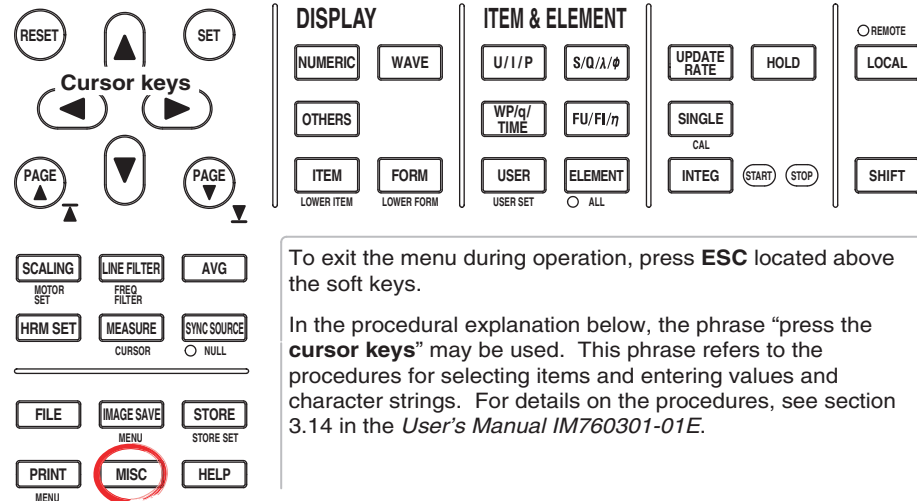 RESET
SET
Cursor keys
PAGE
PAGE
DISPLAY
NUMERIC WAVE
OTHERS
ITEM FORM
LOWER ITEM LOWER FORM
ITEM & ELEMENT
U / I / P S/Q/λ/ϕ
WP/q/
TIME
FU/FI/η
USER ELEMENT
USER SET ALL
UPDATE
RATE
HOLD
SINGLE
CAL
INTEG START STOP
REMOTE
LOCAL
SHIFT
SCALING LINE FILTER AVG
MOTOR
SET
FREQ
FILTER
HRM SET MEASURE SYNC SOURCE
CURSOR NULL
FILE IMAGE SAVE STORE
MENU STORE SET
PRINT MISC HELP
MENU
To exit the menu during operation, press ESC located above
the soft keys.
In the procedural explanation below, the phrase “press the
cursor keys” may be used. This phrase refers to the
procedures for selecting items and entering values and
character strings. For details on the procedures, see section
3.14 in the User's Manual IM760301-01E.